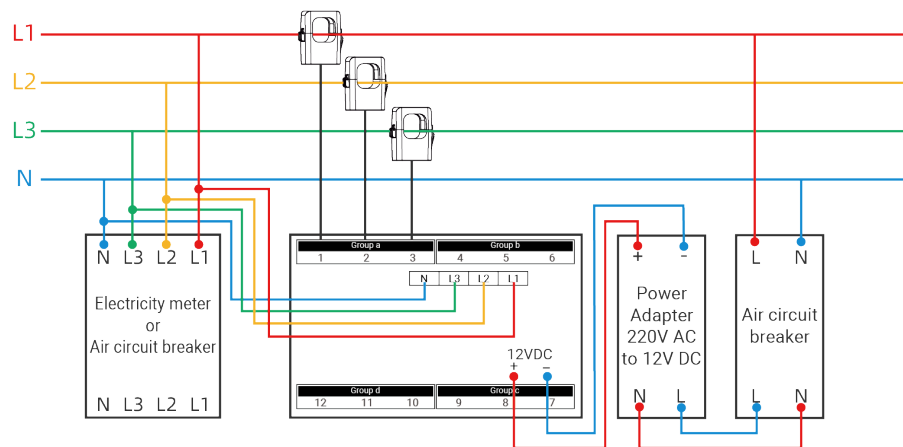 L1
L2
L3
N
N L3 L2 L1
Electricity meter
or
Air circuit breaker
N L3 L2 L1
Group a Group b
1 2 3 4 5 6
N L3 L2 L1
12VDC
+ −
Group d Group c
12 11 10 9 8 7
+ -
Power
Adapter
220V AC
to 12V DC
N L
L N
Air circuit
breaker
L N